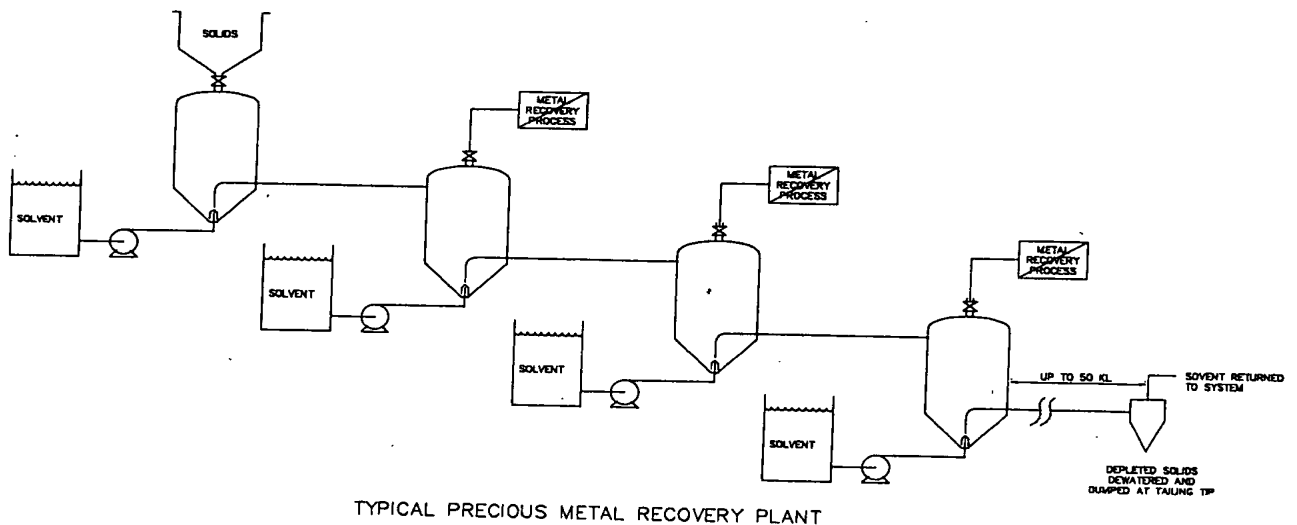 SOLIDS
METAL
RECOVERY
PROCESS
SOLVENT
METAL
RECOVERY
PROCESS
SOLVENT
METAL
RECOVERY
PROCESS
SOLVENT
UP TO 50 KL
SOVENT RETURNED
TO SYSTEM
SOLVENT
DEPLETED SOLIDS
DEWATERED AND
DUMPED AT TAILING TIP
TYPICAL PRECIOUS METAL RECOVERY PLANT